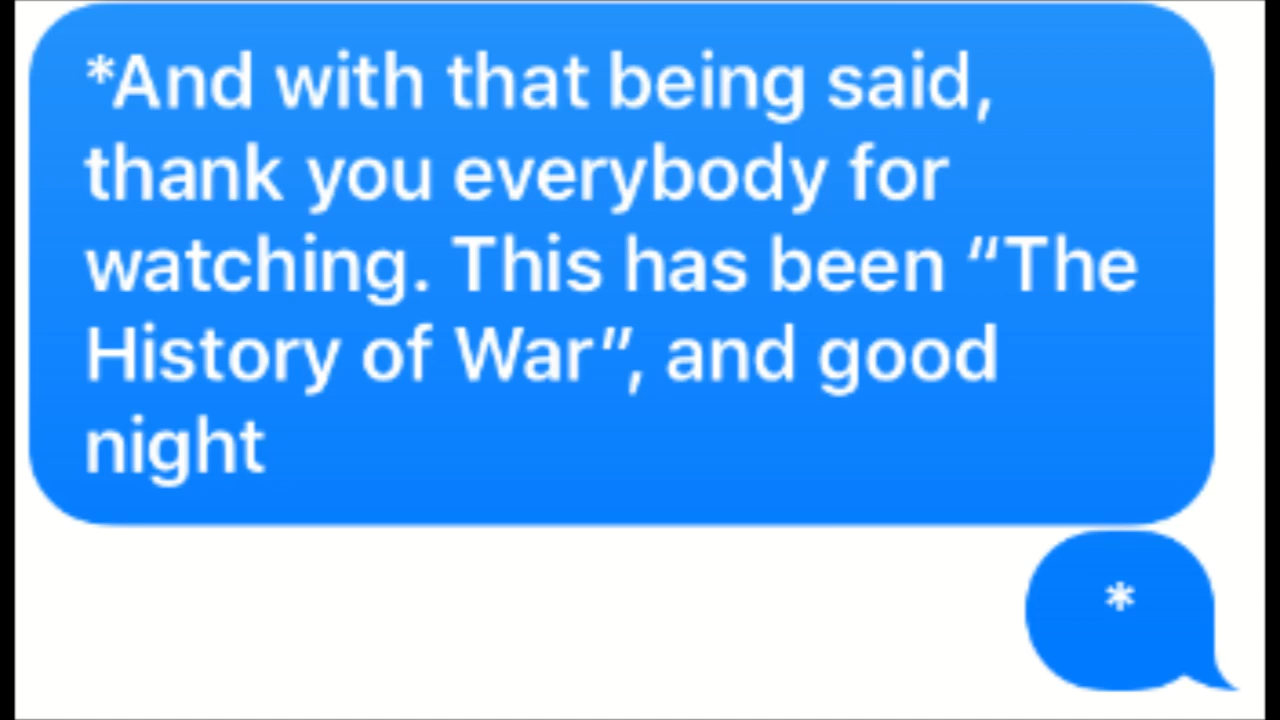 *And with that being said,
thank you everybody for
watching. This has been “The
History of War”, and good
night
*